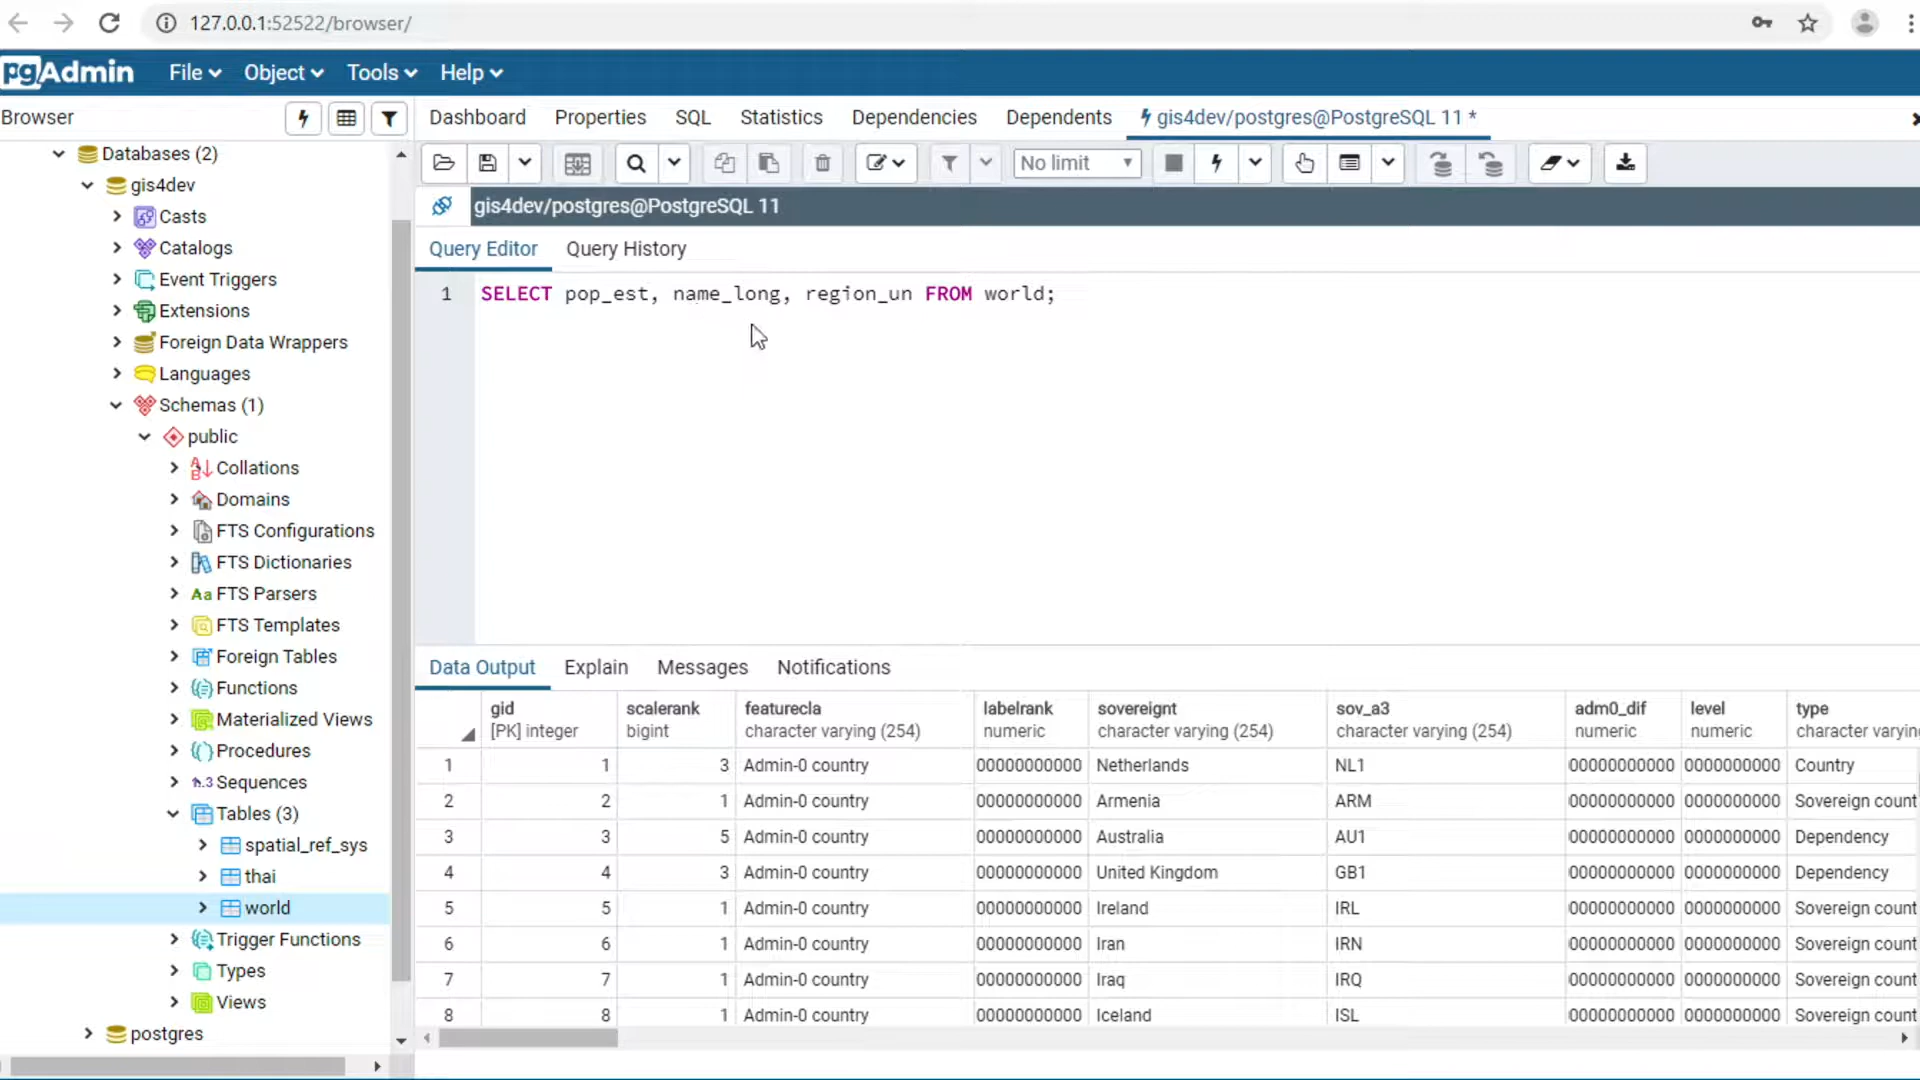 127.0.0.1:52522/browser/
pgAdmin File Object Tools Help
Browser
Dashboard Properties SQL Statistics Dependencies Dependents gis4dev/postgres@PostgreSQL 11 *
No limit
gis4dev/postgres@PostgreSQL 11
Query Editor Query History
1 SELECT pop_est, name_long, region_un FROM world;
Databases (2)
gis4dev
Casts
Catalogs
Event Triggers
Extensions
Foreign Data Wrappers
Languages
Schemas (1)
public
Collations
Domains
FTS Configurations
FTS Dictionaries
Aa FTS Parsers
FTS Templates
Foreign Tables
Functions
Materialized Views
Procedures
1..3 Sequences
Tables (3)
spatial_ref_sys
thai
world
Trigger Functions
Types
Views
postgres
Data Output Explain Messages Notifications
gid scalerank featurecla labelrank sovereignt sov_a3 adm0_dif level type
[PK] integer bigint character varying (254) numeric character varying (254) character varying (254) numeric numeric character varying
1 1 3 Admin-0 country 00000000000 Netherlands NL1 00000000000 0000000000 Country
2 2 1 Admin-0 country 00000000000 Armenia ARM 00000000000 0000000000 Sovereign count
3 3 5 Admin-0 country 00000000000 Australia AU1 00000000000 0000000000 Dependency
4 4 3 Admin-0 country 00000000000 United Kingdom GB1 00000000000 0000000000 Dependency
5 5 1 Admin-0 country 00000000000 Ireland IRL 00000000000 0000000000 Sovereign count
6 6 1 Admin-0 country 00000000000 Iran IRN 00000000000 0000000000 Sovereign count
7 7 1 Admin-0 country 00000000000 Iraq IRQ 00000000000 0000000000 Sovereign count
8 8 1 Admin-0 country 00000000000 Iceland ISL 00000000000 0000000000 Sovereign count